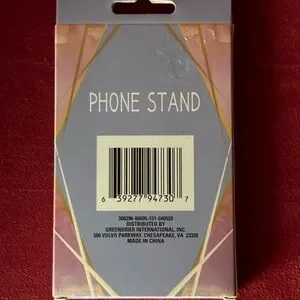 PHONE STAND
6 39277 94730 7
308296-06695-151-040520
DISTRIBUTED BY
GREENBRIER INTERNATIONAL, INC.
500 VOLVO PARKWAY, CHESAPEAKE, VA 23320
MADE IN CHINA